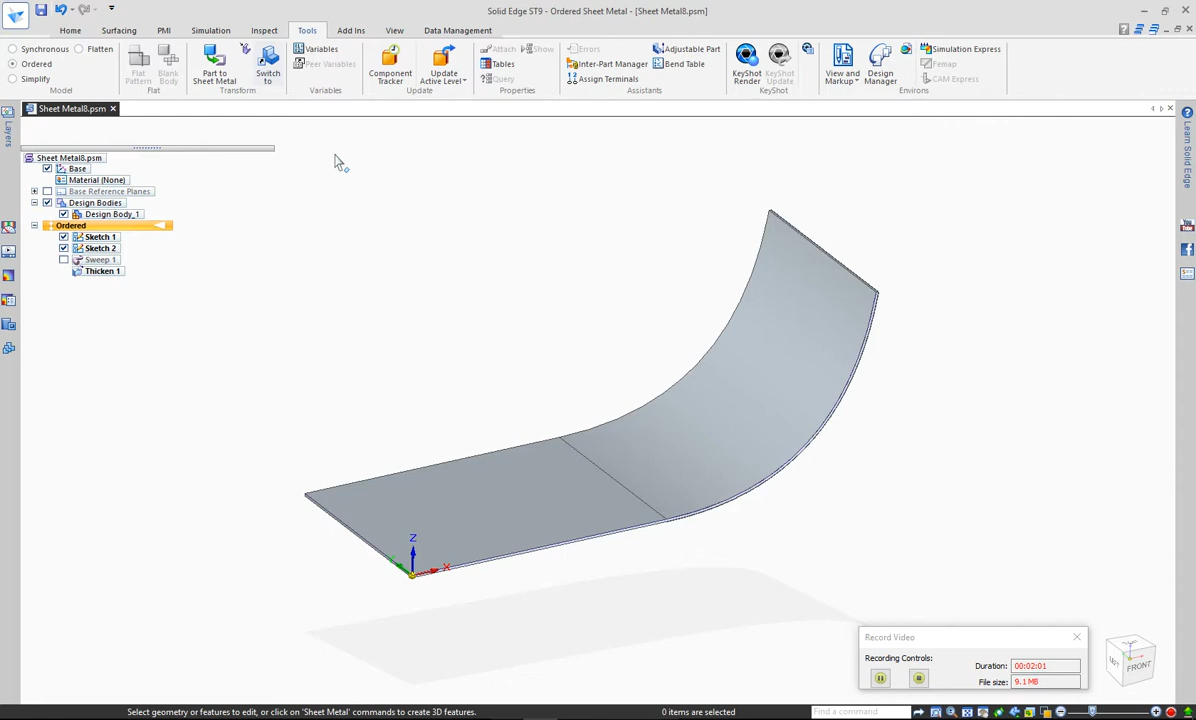 Solid Edge ST9 - Ordered Sheet Metal - [Sheet Metal8.psm]
Home Surfacing PMI Simulation Inspect Tools Add Ins View Data Management
Synchronous Flatten
Ordered
Simplify
Model
Flat
Pattern
Blank
Body
Flat
Part to
Sheet Metal
Switch
to
Transform
Variables
Peer Variables
Variables
Component
Tracker
Update
Active Level
Update
Attach Show
Tables
Query
Properties
Errors
Inter-Part Manager
Assign Terminals
Adjustable Part
Bend Table
Assistants
KeyShot
Render
KeyShot
Update
KeyShot
View and
Markup
Design
Manager
Simulation Express
Femap
CAM Express
Environs
Sheet Metal8.psm
Layers
Learn Solid Edge
Sheet Metal8.psm
Base
Material (None)
Base Reference Planes
Design Bodies
Design Body_1
Ordered
Sketch 1
Sketch 2
Sweep 1
Thicken 1
Z
X
Record Video
Recording Controls:
Duration: 00:02:01
File size: 9.1MB
FRONT
You
Tube
Select geometry or features to edit, or click on 'Sheet Metal' commands to create 3D features.
0 items are selected
Find a command